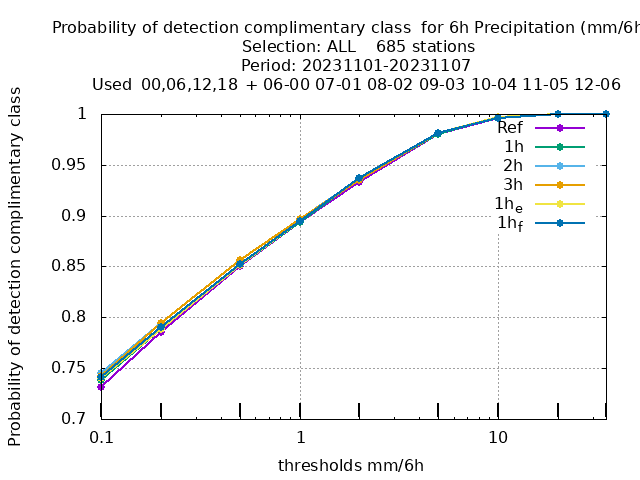 Probability of detection complimentary class  for 6h Precipitation (mm/6h
Selection: ALL    685 stations
Period: 20231101-20231107
Used  00,06,12,18  + 06-00 07-01 08-02 09-03 10-04 11-05 12-06
Probability of detection complimentary class
1
0.95
0.9
0.85
0.8
0.75
0.7
Ref
1h
2h
3h
1he
1hf
0.1
1
10
thresholds mm/6h